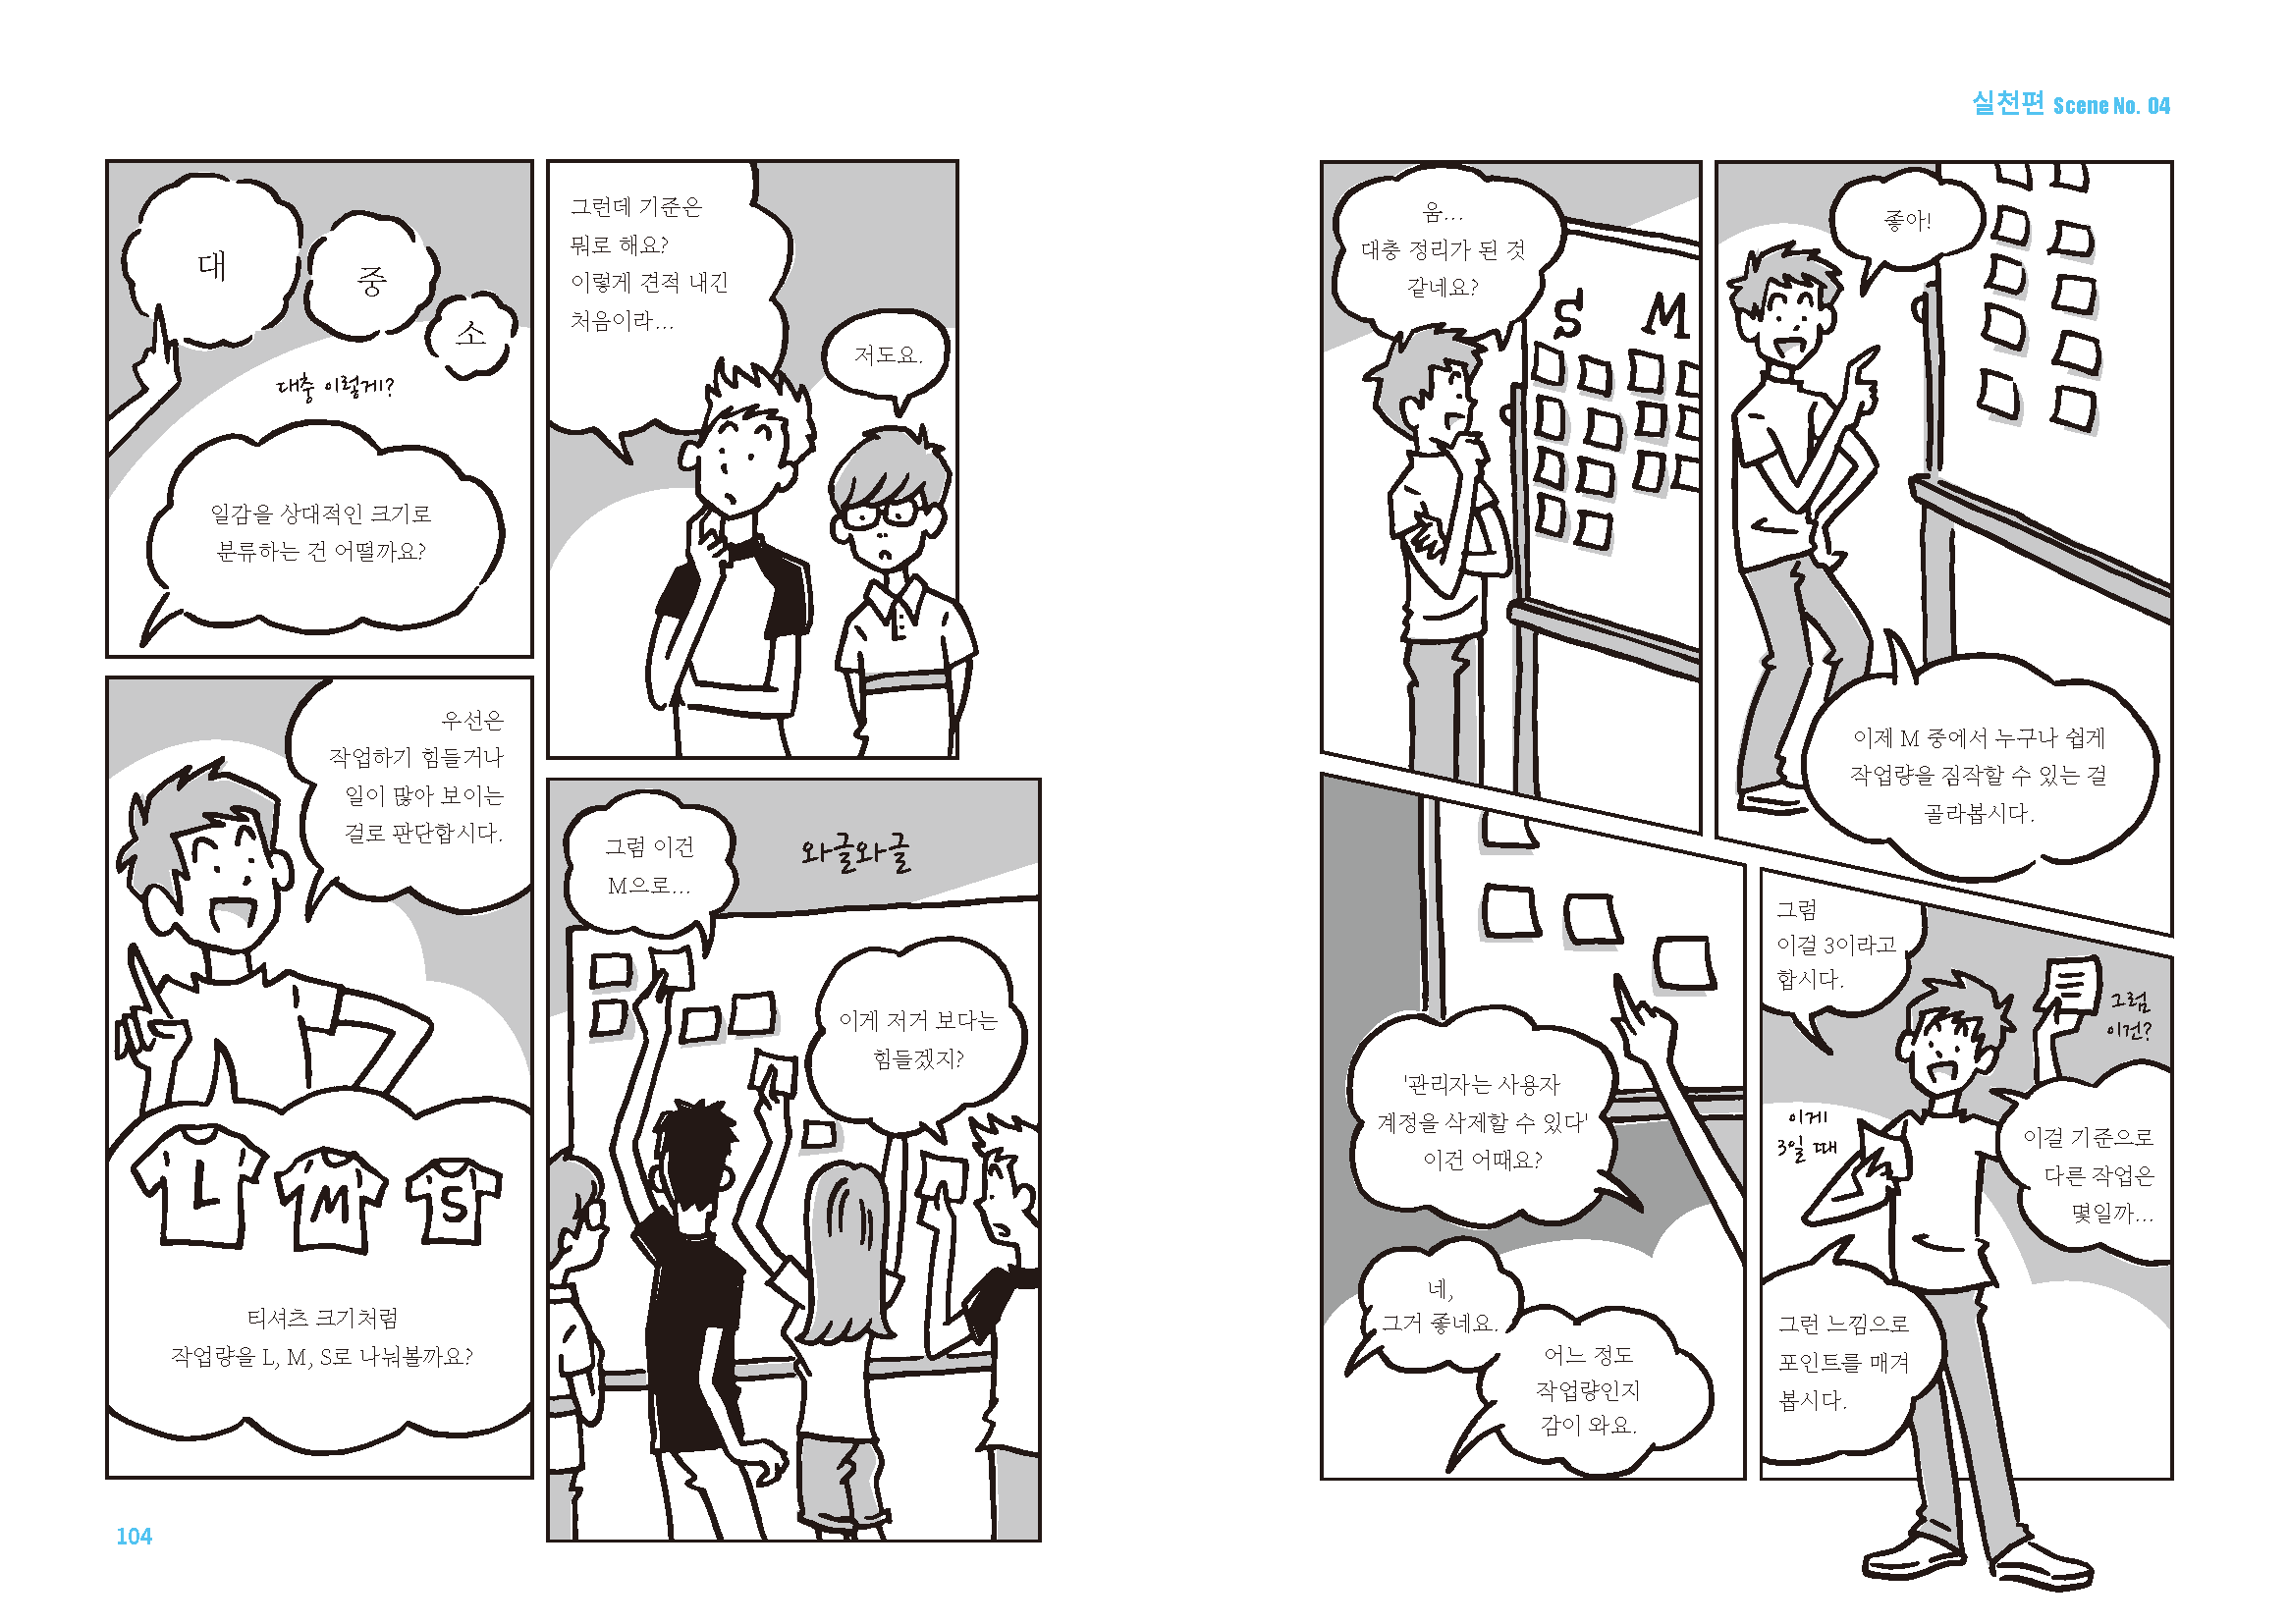 실천편 Scene No. 04
대
중
소
대충 이렇게?
일감을 상대적인 크기로
분류하는 건 어떨까요?
그런데 기준은
뭐로 해요?
이렇게 견적 내긴
처음이라...
저도요.
우선은
작업하기 힘들거나
일이 많아 보이는
걸로 판단합시다.
L
M
S
티셔츠 크기처럼
작업량을 L, M, S로 나눠볼까요?
그럼 이건
M으로...
와글와글
이게 저거 보다는
힘들겠지?
104
움...
대충 정리가 된 것
같네요?
S M
좋아!
이제 M 중에서 누구나 쉽게
작업량을 짐작할 수 있는 걸
골라봅시다.
'관리자는 사용자
계정을 삭제할 수 있다'
이건 어때요?
네,
그거 좋네요.
어느 정도
작업량인지
감이 와요.
그럼
이걸 3이라고
합시다.
그럼
이건?
이게
3일 때
이걸 기준으로
다른 작업은
몇일까...
그런 느낌으로
포인트를 매겨
봅시다.